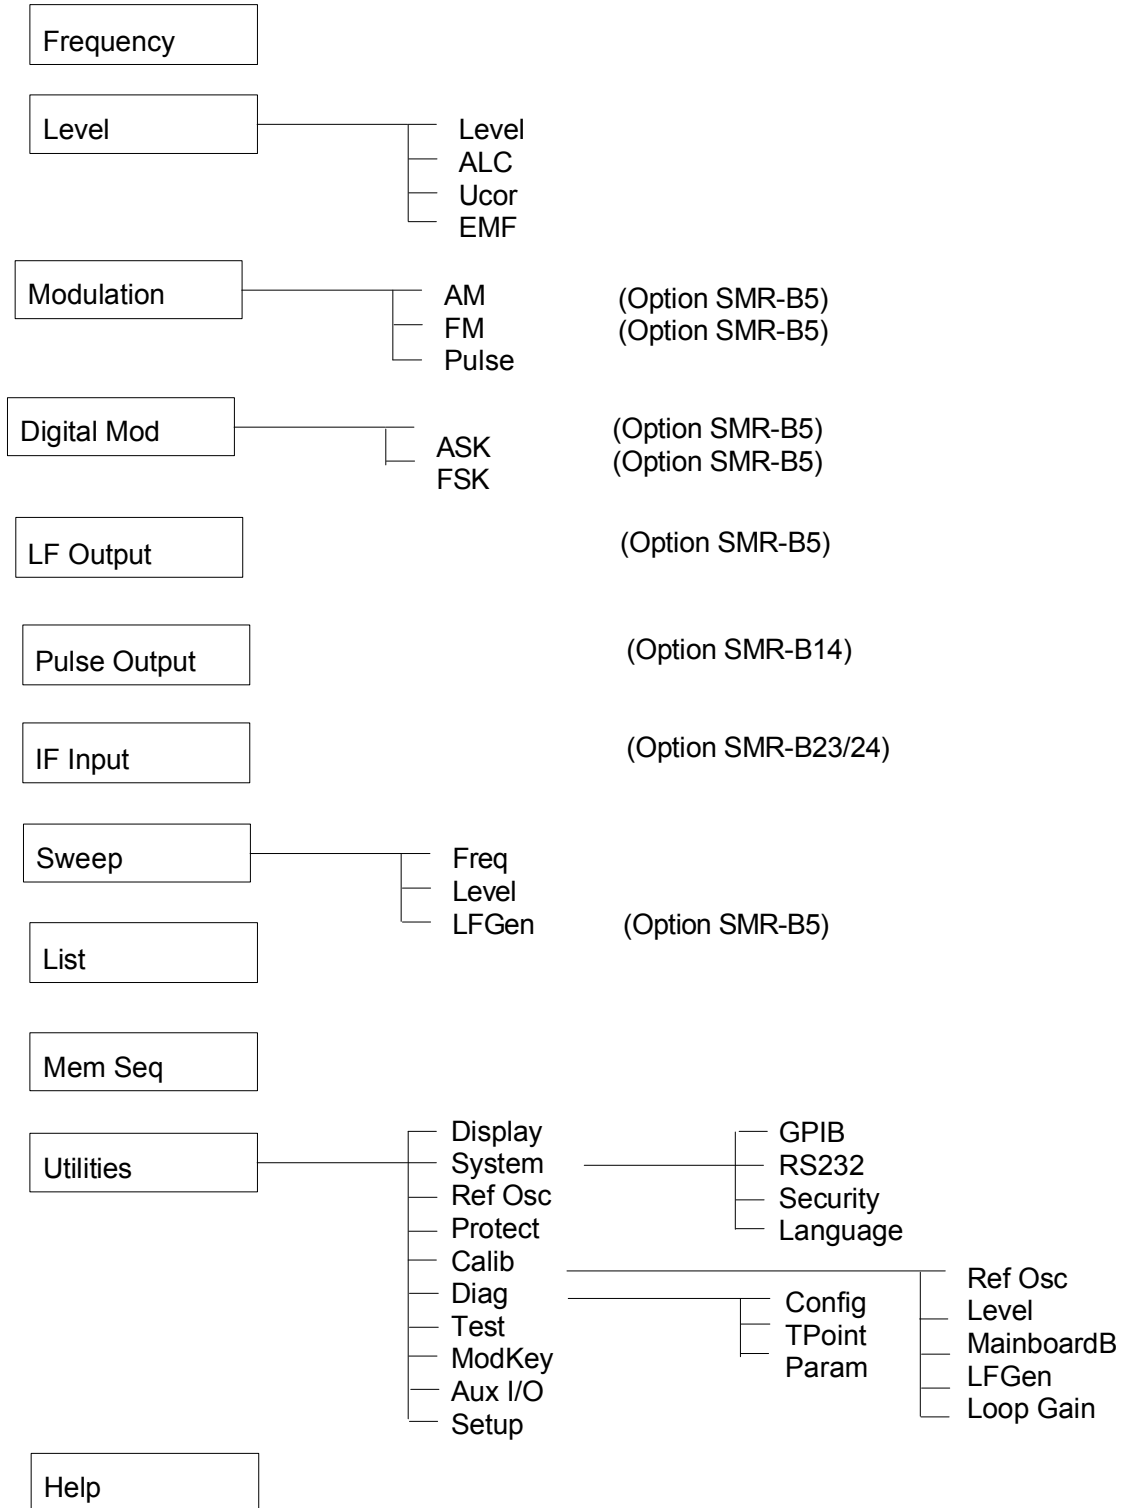 Frequency
Level
Level
ALC
Ucor
EMF
Modulation
AM (Option SMR-B5)
FM (Option SMR-B5)
Pulse
Digital Mod
ASK (Option SMR-B5)
FSK (Option SMR-B5)
LF Output (Option SMR-B5)
Pulse Output (Option SMR-B14)
IF Input (Option SMR-B23/24)
Sweep
Freq
Level
LFGen (Option SMR-B5)
List
Mem Seq
Utilities
Display
System
Ref Osc
Protect
Calib
Diag
Test
ModKey
Aux I/O
Setup
GPIB
RS232
Security
Language
Config
TPoint
Param
Ref Osc
Level
MainboardB
LFGen
Loop Gain
Help